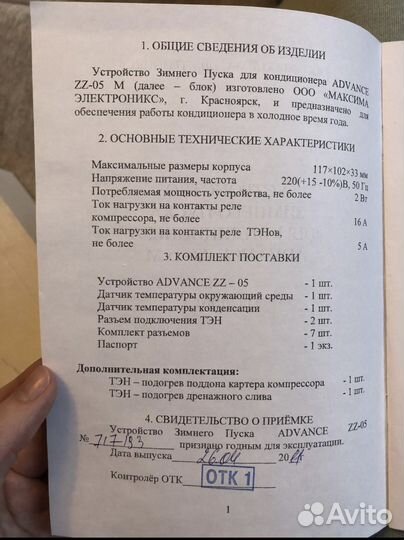 1. ОБЩИЕ СВЕДЕНИЯ ОБ ИЗДЕЛИИ
Устройство Зимнего Пуска для кондиционера ADVANCE
ZZ-05 М (далее – блок) изготовлено ООО «МАКСИМА
ЭЛЕКТРОНИКС», г. Красноярск, и предназначено для
обеспечения работы кондиционера в холодное время года.
2. ОСНОВНЫЕ ТЕХНИЧЕСКИЕ ХАРАКТЕРИСТИКИ
Максимальные размеры корпуса 117×102×33 мм
Напряжение питания, частота 220(+15 -10%)В, 50 Гц
Потребляемая мощность устройства, не более 2 Вт
Ток нагрузки на контакты реле
компрессора, не более 16 А
Ток нагрузки на контакты реле ТЭНов,
не более 5 А
3. КОМПЛЕКТ ПОСТАВКИ
Устройство ADVANCE ZZ – 05 - 1 шт.
Датчик температуры окружающий среды - 1 шт.
Датчик температуры конденсации - 1 шт.
Разъем подключения ТЭН - 2 шт.
Комплект разъемов - 7 шт.
Паспорт - 1 экз.
Дополнительная комплектация:
ТЭН – подогрев поддона картера компрессора - 1 шт.
ТЭН – подогрев дренажного слива - 1 шт.
4. СВИДЕТЕЛЬСТВО О ПРИЁМКЕ
Устройство Зимнего Пуска ADVANCE ZZ-05
№ 717193 признано годным для эксплуатации.
Дата выпуска 26.04 20
Контролёр ОТК ОТК 1
1
Avito